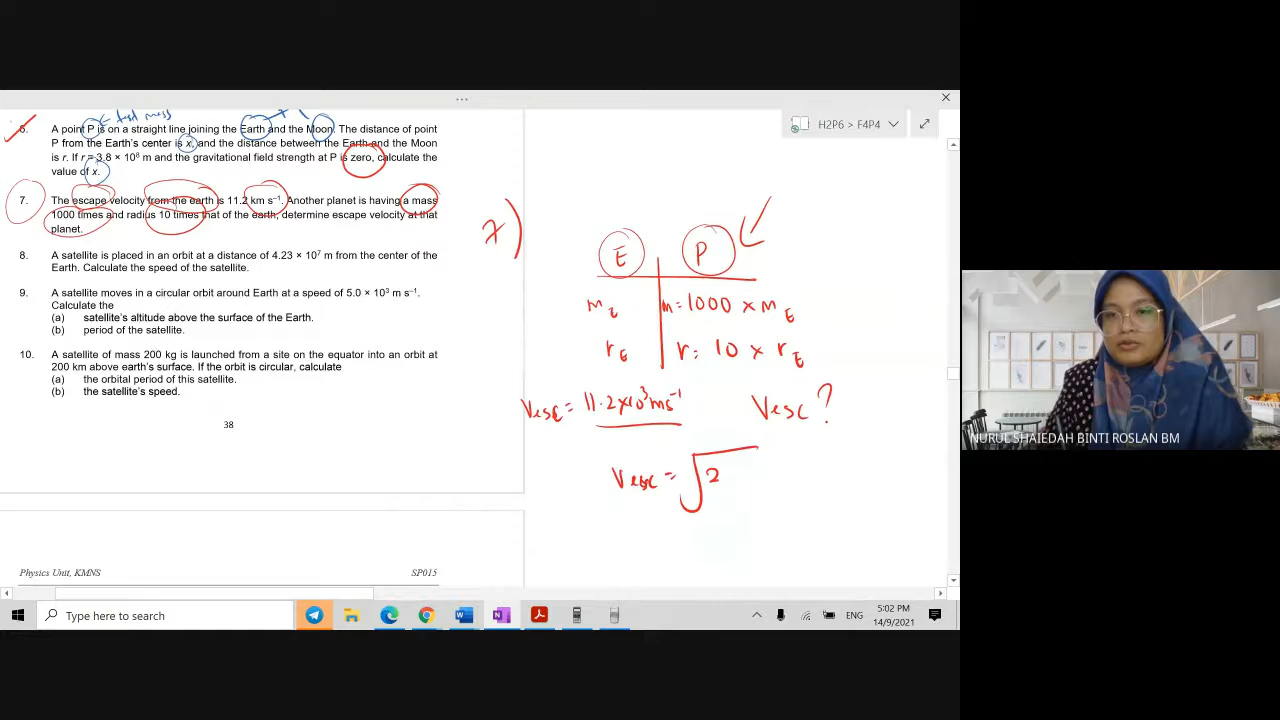 test mass
6. A point P is on a straight line joining the Earth and the Moon. The distance of point
P from the Earth's center is x, and the distance between the Earth and the Moon
is r. If r = 3.8 × 10⁸ m and the gravitational field strength at P is zero, calculate the
value of x.
7. The escape velocity from the earth is 11.2 km s⁻¹. Another planet is having a mass
1000 times and radius 10 times that of the earth, determine escape velocity at that
planet.
8. A satellite is placed in an orbit at a distance of 4.23 × 10⁷ m from the center of the
Earth. Calculate the speed of the satellite.
9. A satellite moves in a circular orbit around Earth at a speed of 5.0 × 10³ m s⁻¹.
Calculate the
(a) satellite's altitude above the surface of the Earth.
(b) period of the satellite.
10. A satellite of mass 200 kg is launched from a site on the equator into an orbit at
200 km above earth's surface. If the orbit is circular, calculate
(a) the orbital period of this satellite.
(b) the satellite's speed.
38
Physics Unit, KMNS SP015
H2P6 > F4P4
7)
E P
m_E m = 1000 × m_E
r_E r = 10 × r_E
Vesc = 11.2×10³ms⁻¹ Vesc ?
Vesc = √2
NURUL SHAIEDAH BINTI ROSLAN BM
Type here to search
ENG
5:02 PM
14/9/2021